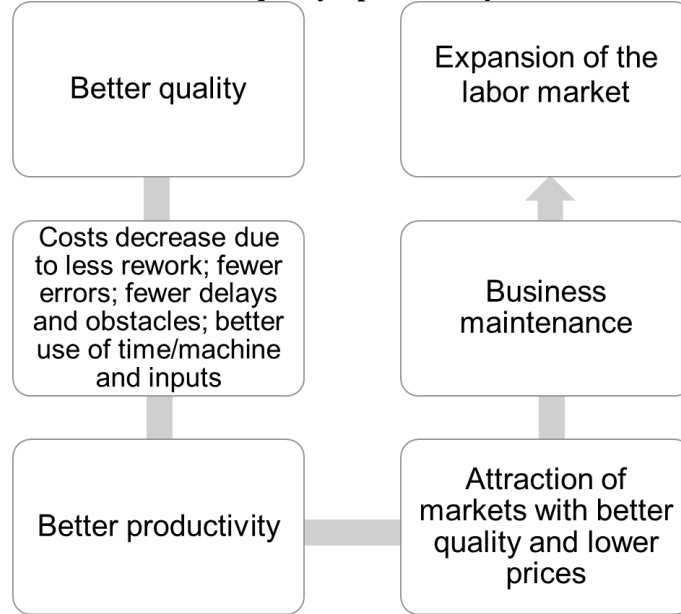 Better quality
Costs decrease due
to less rework; fewer
errors; fewer delays
and obstacles; better
use of time/machine
and inputs
Better productivity
Attraction of
markets with better
quality and lower
prices
Business
maintenance
Expansion of the
labor market